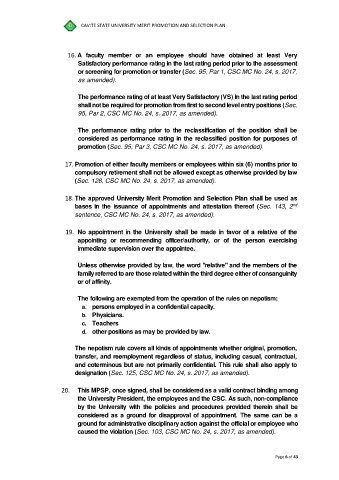 CAVITE STATE UNIVERSITY MERIT PROMOTION AND SELECTION PLAN
16. A faculty member or an employee should have obtained at least Very
Satisfactory performance rating in the last rating period prior to the assessment
or screening for promotion or transfer (Sec. 95, Par 1, CSC MC No. 24, s. 2017,
as amended).
The performance rating of at least Very Satisfactory (VS) in the last rating period
shall not be required for promotion from first to second level entry positions (Sec.
95, Par 2, CSC MC No. 24, s. 2017, as amended).
The performance rating prior to the reclassification of the position shall be
considered as performance rating in the reclassified position for purposes of
promotion (Sec. 95, Par 3, CSC MC No. 24, s. 2017, as amended).
17. Promotion of either faculty members or employees within six (6) months prior to
compulsory retirement shall not be allowed except as otherwise provided by law
(Sec. 128, CSC MC No. 24, s. 2017, as amended).
18. The approved University Merit Promotion and Selection Plan shall be used as
bases in the issuance of appointments and attestation thereof (Sec. 143, 2nd
sentence, CSC MC No. 24, s. 2017, as amended).
19. No appointment in the University shall be made in favor of a relative of the
appointing or recommending officer/authority, or of the person exercising
immediate supervision over the appointee.
Unless otherwise provided by law, the word "relative" and the members of the
family referred to are those related within the third degree either of consanguinity
or of affinity.
The following are exempted from the operation of the rules on nepotism:
a. persons employed in a confidential capacity.
b. Physicians.
c. Teachers
d. other positions as may be provided by law.
The nepotism rule covers all kinds of appointments whether original, promotion,
transfer, and reemployment regardless of status, including casual, contractual,
and coterminous but are not primarily confidential. This rule shall also apply to
designation (Sec. 125, CSC MC No. 24, s. 2017, as amended).
20. This MPSP, once signed, shall be considered as a valid contract binding among
the University President, the employees and the CSC. As such, non-compliance
by the University with the policies and procedures provided therein shall be
considered as a ground for disapproval of appointment. The same can be a
ground for administrative disciplinary action against the official or employee who
caused the violation (Sec. 103, CSC MC No. 24, s. 2017, as amended).